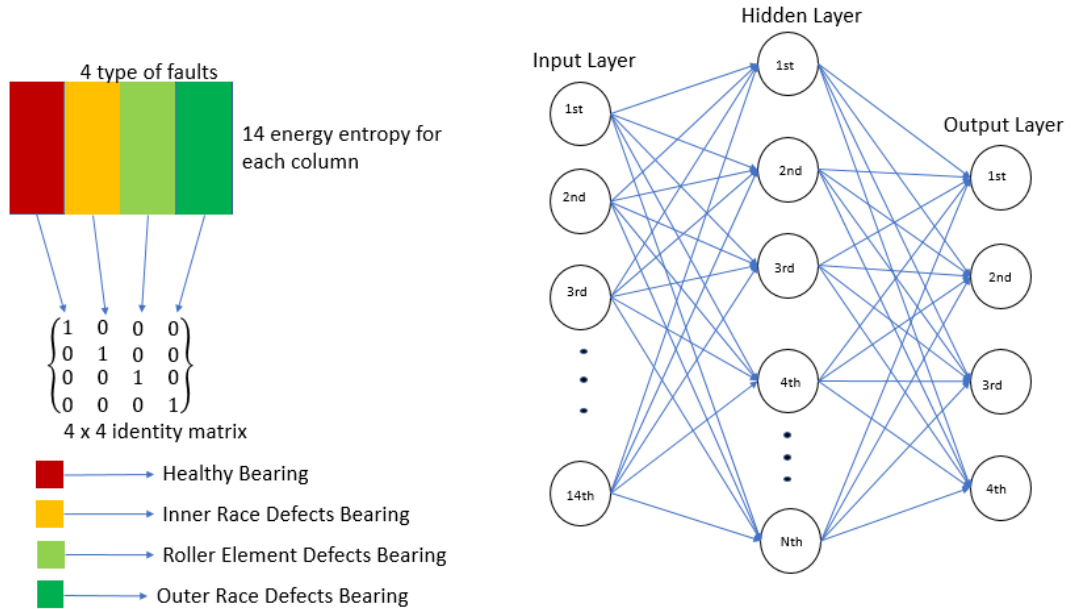 4 type of faults
14 energy entropy for
each column
{1 0 0 0}
0 1 0 0
0 0 1 0
0 0 0 1
4 x 4 identity matrix
Healthy Bearing
Inner Race Defects Bearing
Roller Element Defects Bearing
Outer Race Defects Bearing
Input Layer
1st
2nd
3rd
14th
Hidden Layer
1st
2nd
3rd
4th
Nth
Output Layer
1st
2nd
3rd
4th